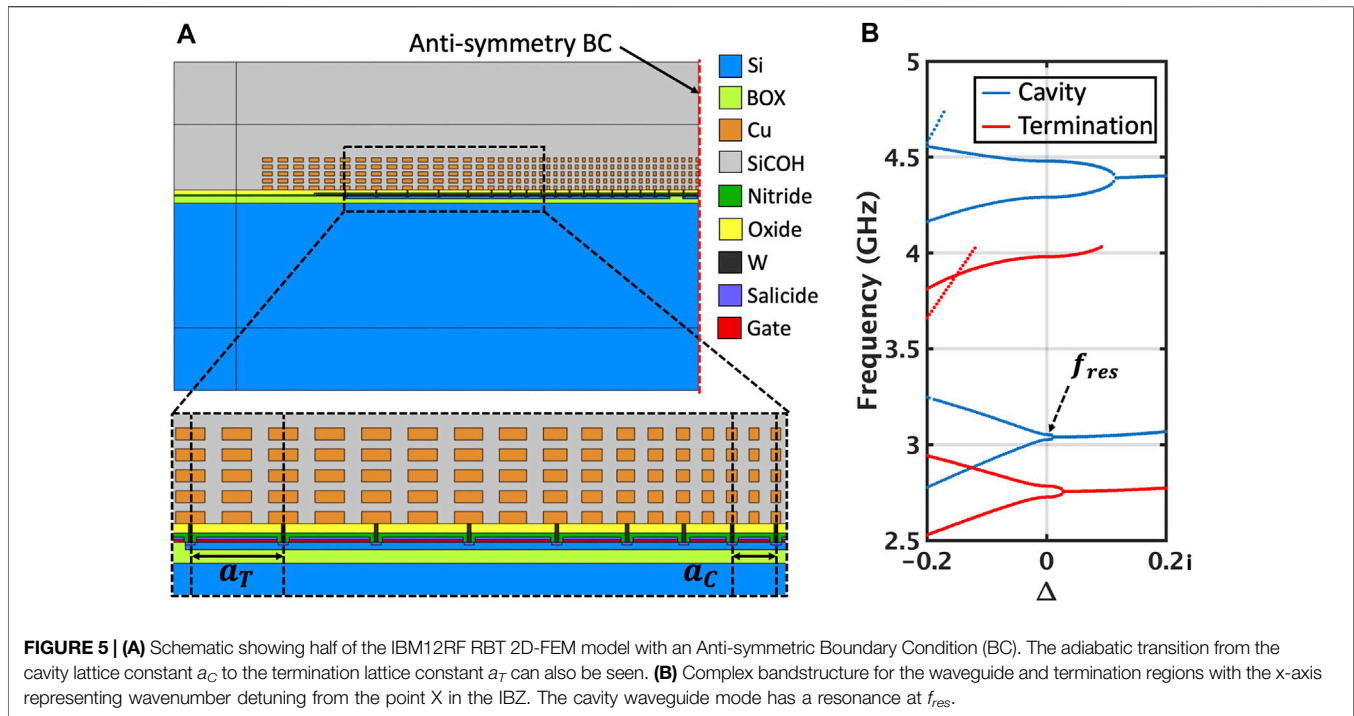 A
Anti-symmetry BC
Si
BOX
Cu
SiCOH
Nitride
Oxide
W
Salicide
Gate
a_T
a_C
B
Cavity
Termination
Frequency (GHz)
5
4.5
4
3.5
3
2.5
f_res
-0.2
0
0.2i
Δ
FIGURE 5 | (A) Schematic showing half of the IBM12RF RBT 2D-FEM model with an Anti-symmetric Boundary Condition (BC). The adiabatic transition from the
cavity lattice constant a_C to the termination lattice constant a_T can also be seen. (B) Complex bandstructure for the waveguide and termination regions with the x-axis
representing wavenumber detuning from the point X in the IBZ. The cavity waveguide mode has a resonance at f_res.